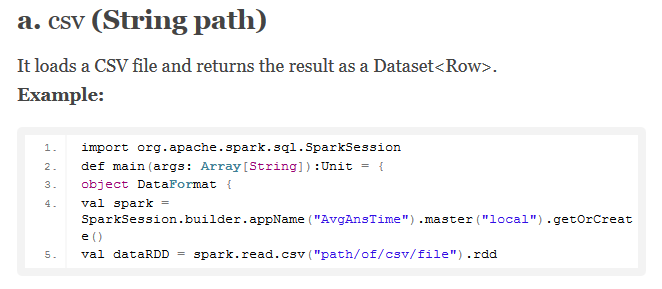 a. csv (String path)
It loads a CSV file and returns the result as a Dataset<Row>.
Example:
1. import org.apache.spark.sql.SparkSession
2. def main(args: Array[String]):Unit = {
3. object DataFormat {
4. val spark =
SparkSession.builder.appName("AvgAnsTime").master("local").getOrCreat
e()
5. val dataRDD = spark.read.csv("path/of/csv/file").rdd